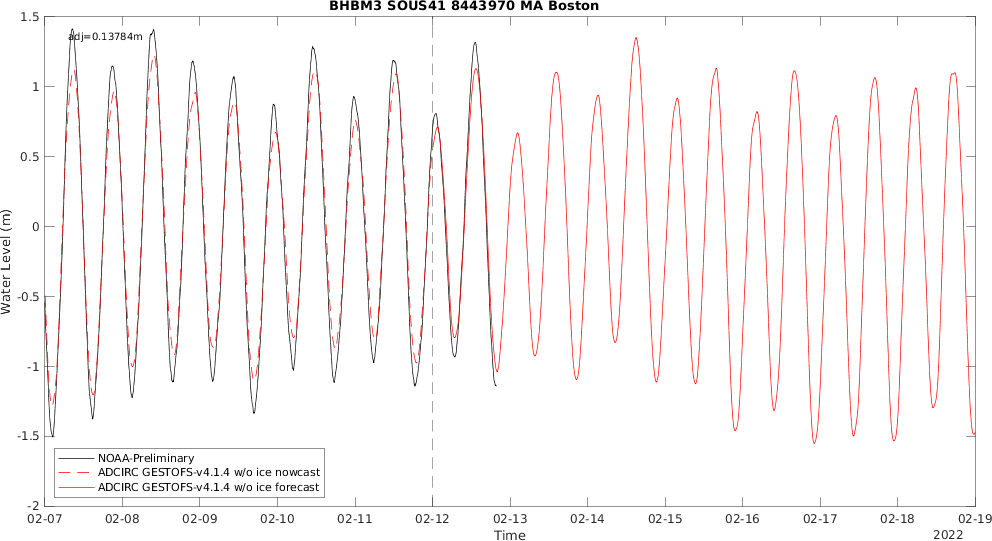 BHBM3 SOUS41 8443970 MA Boston
adj=0.13784m
Water Level (m)
1.5
1
0.5
0
-0.5
-1
-1.5
-2
NOAA-Preliminary
ADCIRC GESTOFS-v4.1.4 w/o ice nowcast
ADCIRC GESTOFS-v4.1.4 w/o ice forecast
02-07 02-08 02-09 02-10 02-11 02-12 02-13 02-14 02-15 02-16 02-17 02-18 02-19
Time
2022